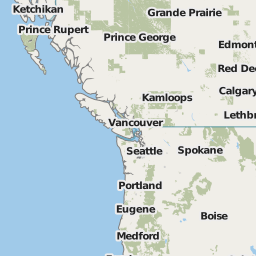 Ketchikan
Grande Prairie
Prince Rupert
Prince George
Edmont
Red Dee
Kamloops
Calgary
Lethbr
Vancouver
Seattle
Spokane
Portland
Eugene
Boise
Medford